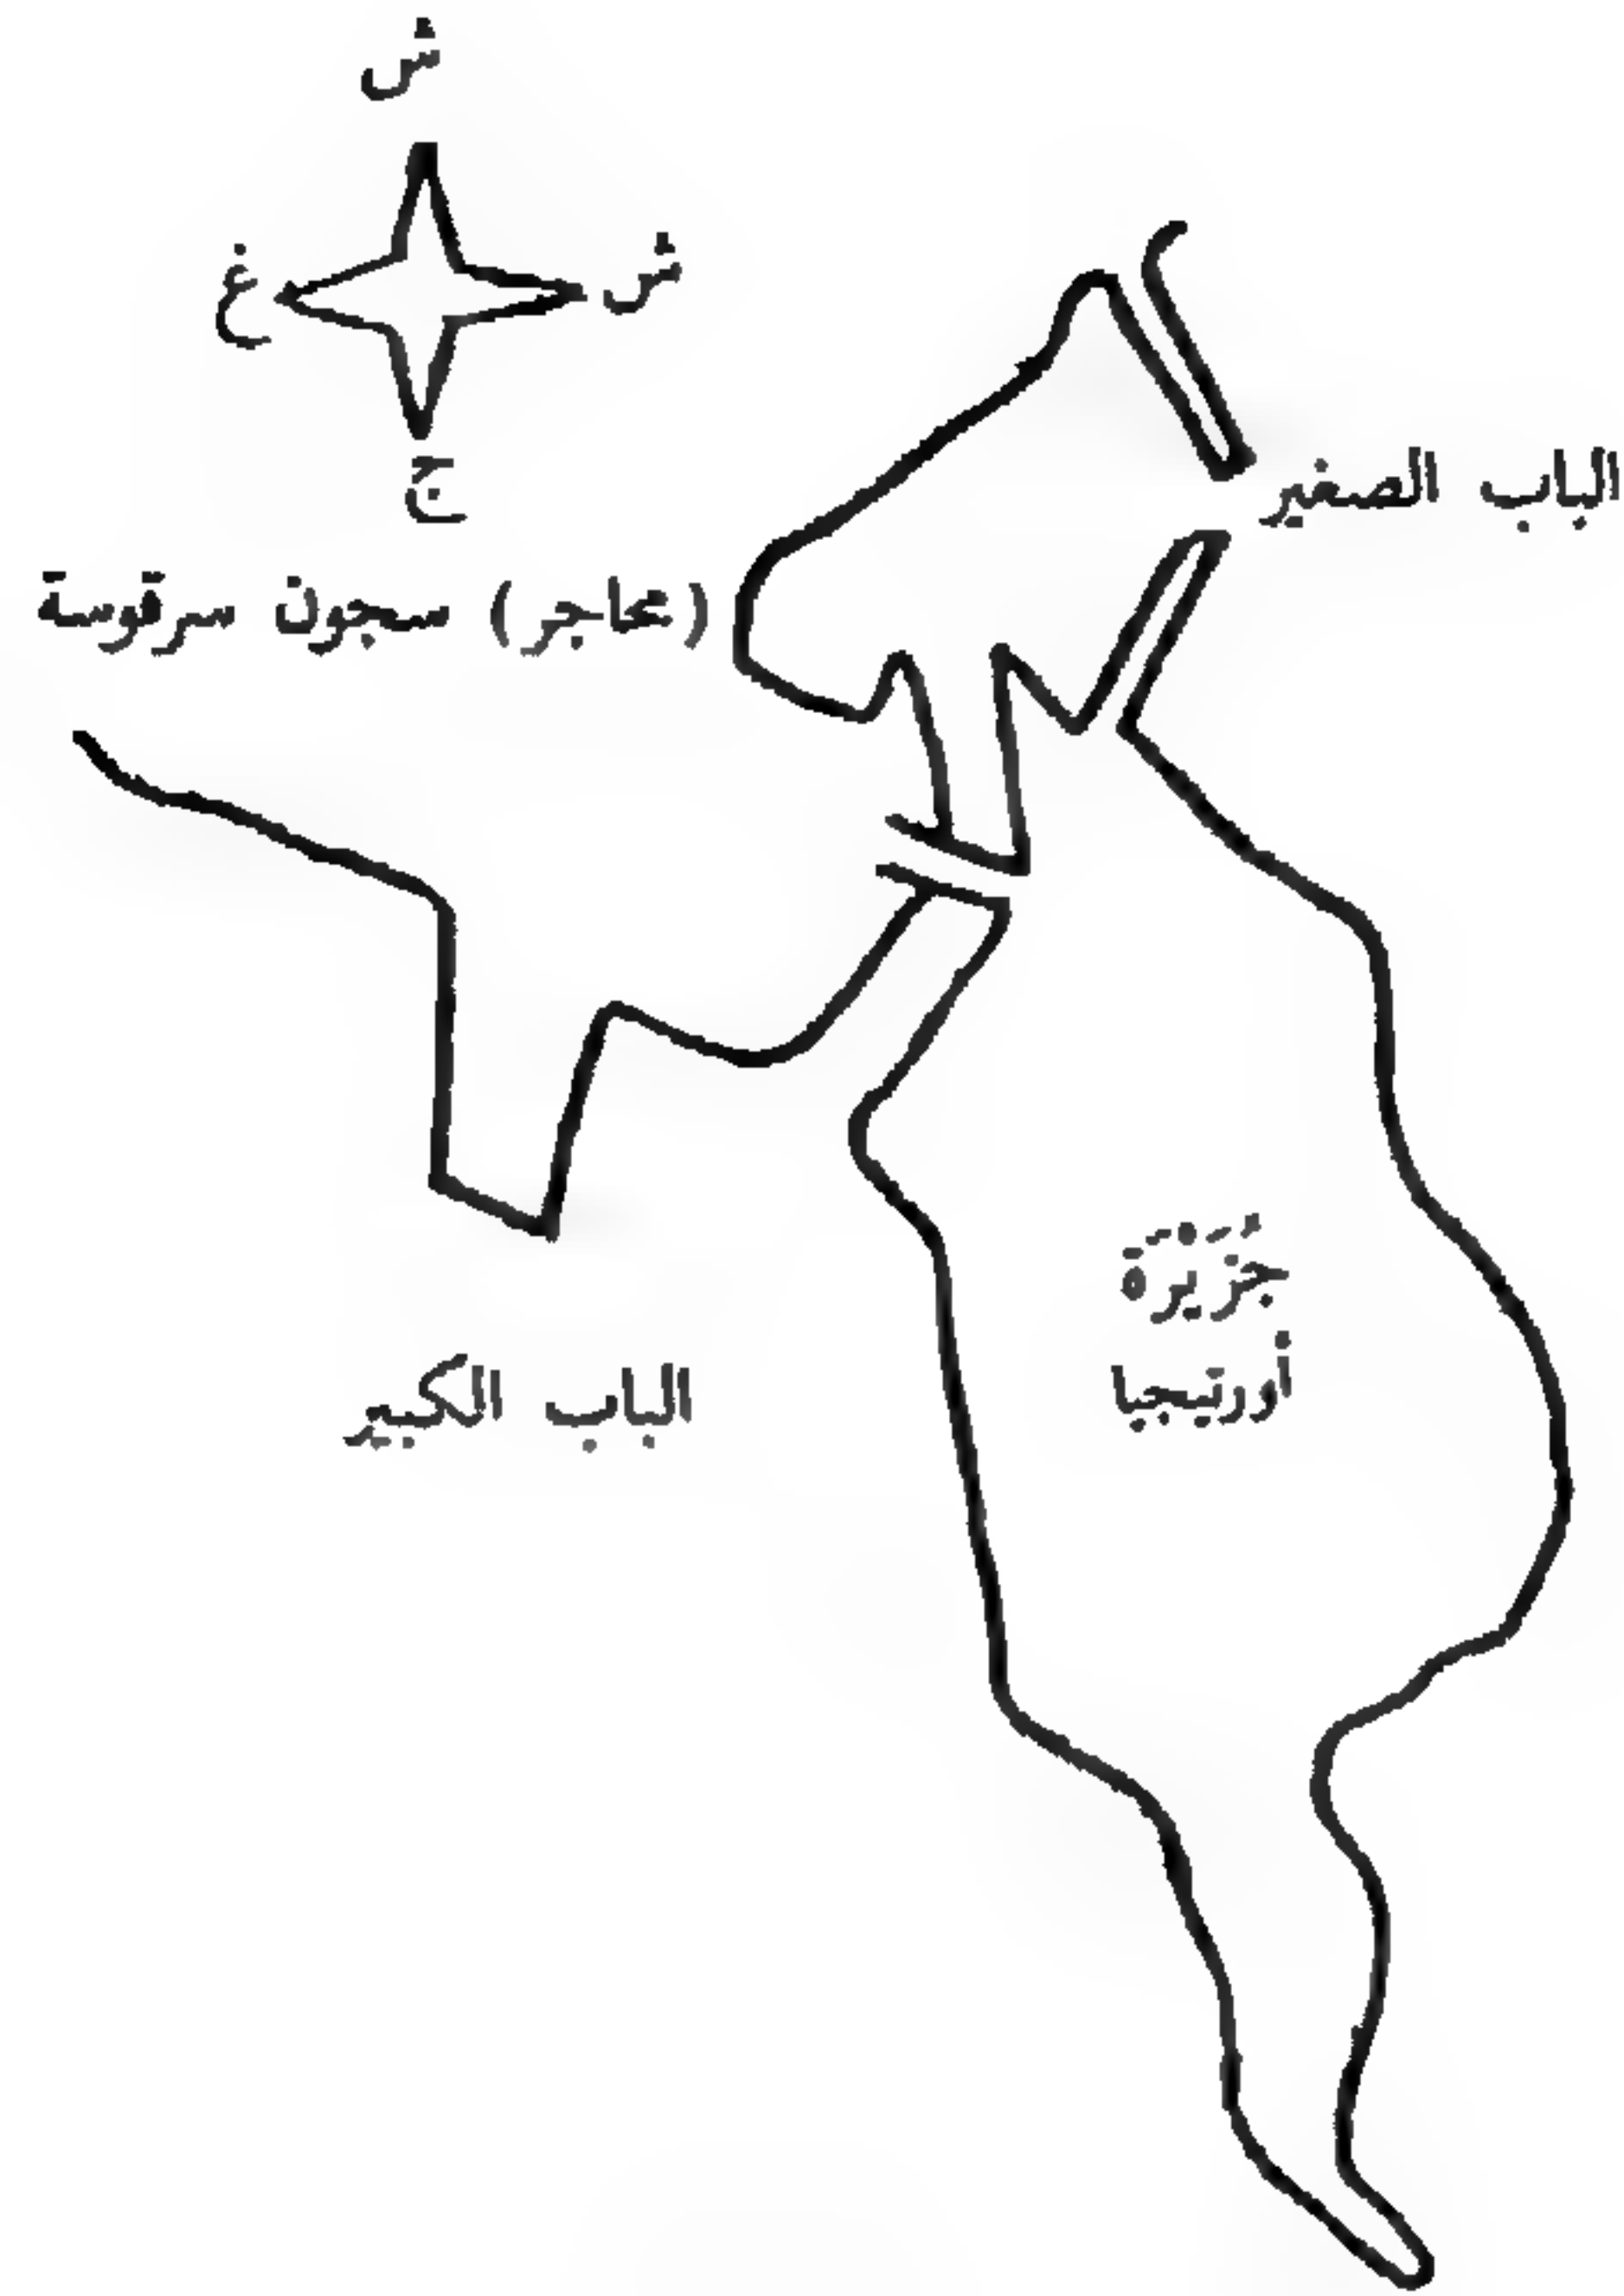 ش
غ
ش
ج
الباب الصغير
(محاجر) سجون سرقوسة
جزيرة
أورتيجيا
الباب الكبير